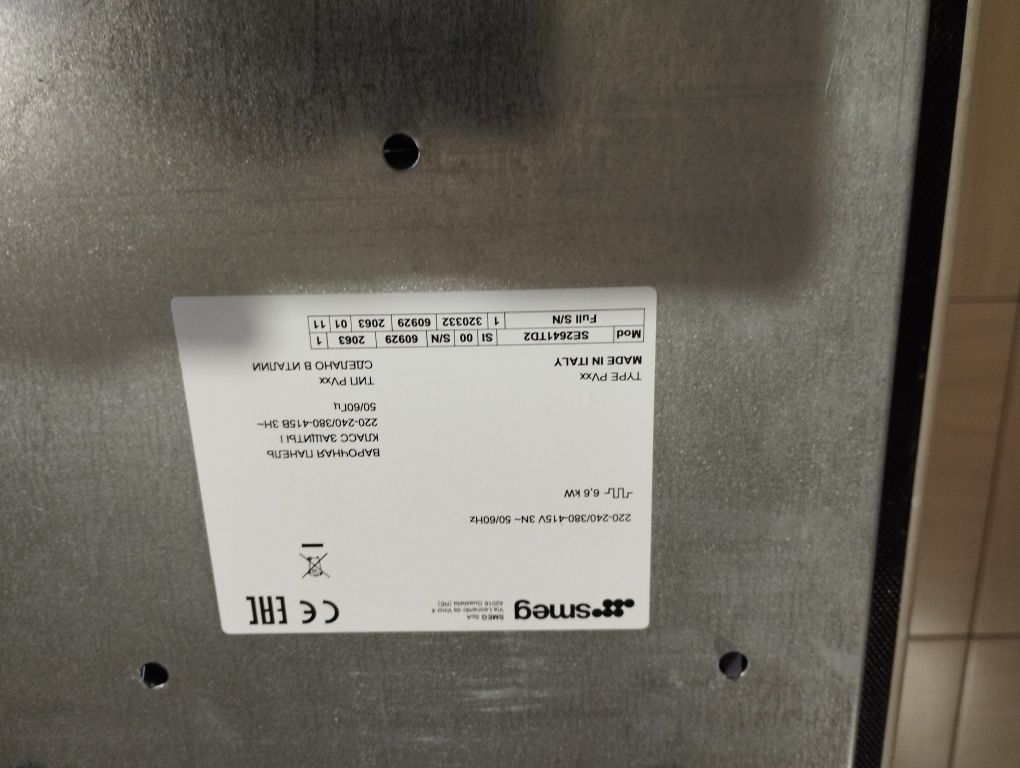 smeg
SMEG SpA
Via Leonardo da Vinci 4
42016 Guastalla (RE)
CE EAC
220-240/380-415V 3N~ 50/60Hz
6,6 kW
ВАРОЧНАЯ ПАНЕЛЬ
КЛАСС ЗАЩИТЫ I
220-240/380-415В 3Н~
50/60Гц
TYPE PVxx
ТИП PVxx
MADE IN ITALY
СДЕЛАНО В ИТАЛИИ
Mod SE2641TD2 SI 00 S/N 60929 2063 1
Full S/N 1 320332 60929 2063 01 11